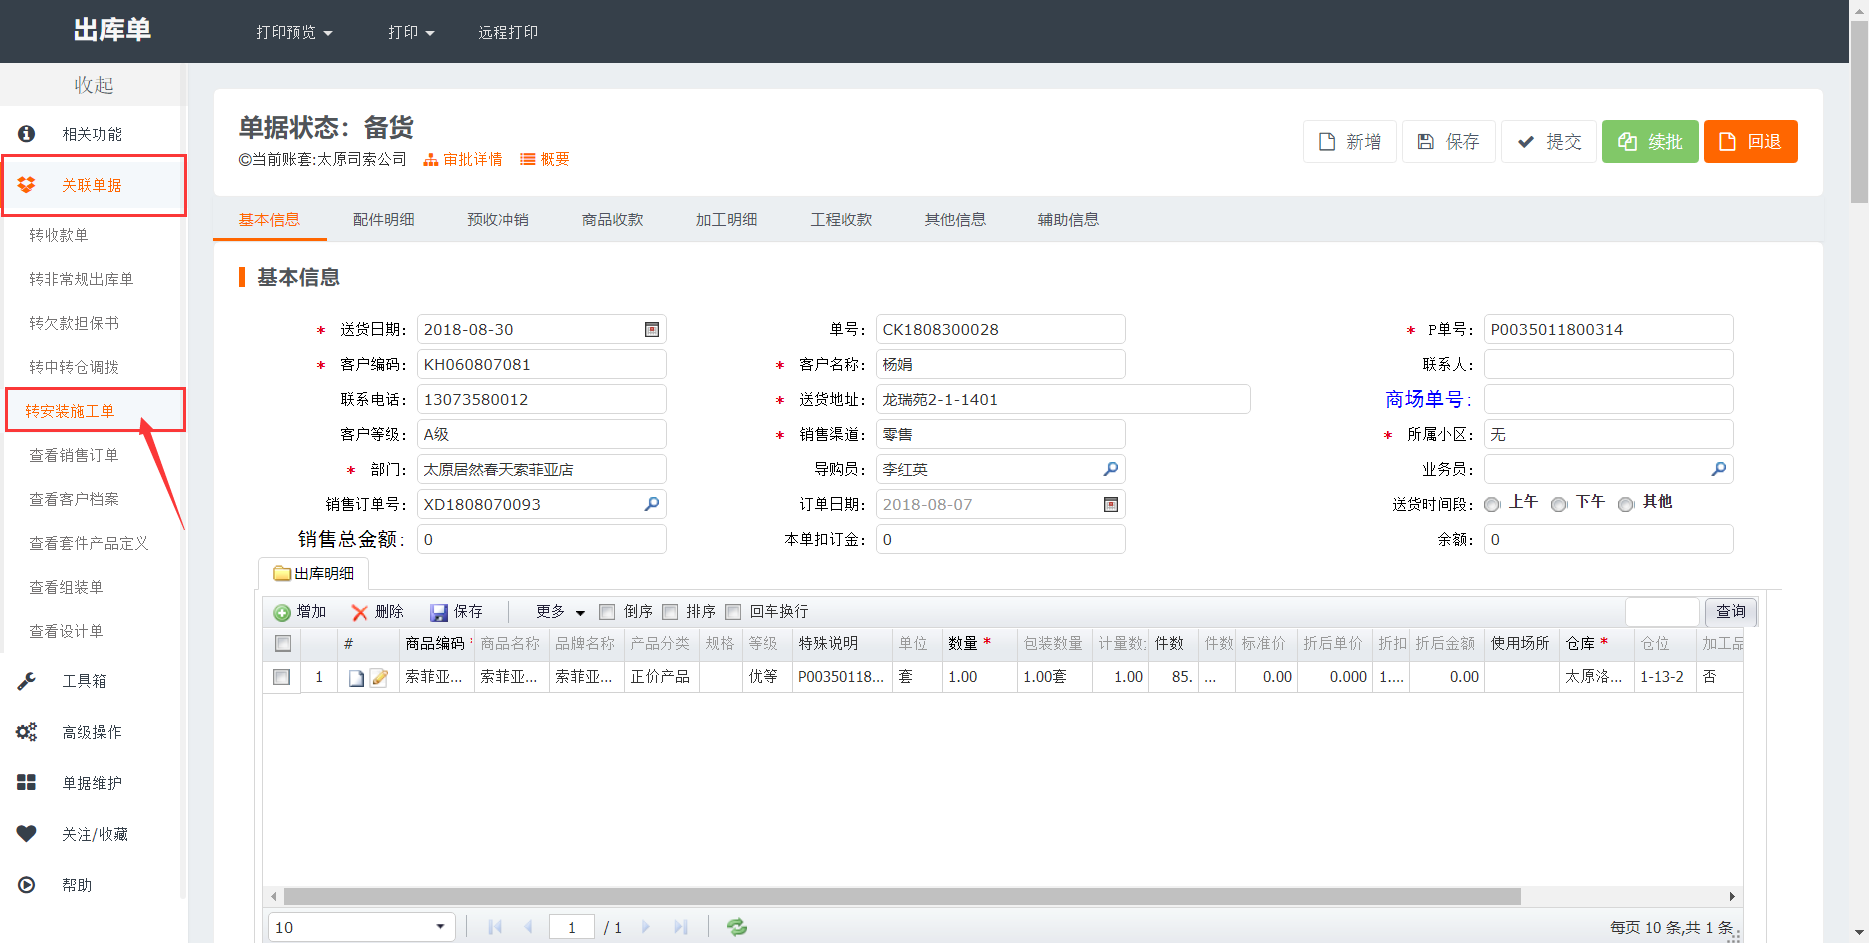 出库单
打印预览
打印
远程打印
收起
相关功能
关联单据
转收款单
转非常规出库单
转欠款担保书
转中转仓调拨
转安装施工单
查看销售订单
查看客户档案
查看套件产品定义
查看组装单
查看设计单
工具箱
高级操作
单据维护
关注/收藏
帮助
单据状态：备货
©当前账套:太原司索公司 审批详情 概要
新增 保存 提交 续批 回退
基本信息 配件明细 预收冲销 商品收款 加工明细 工程收款 其他信息 辅助信息
基本信息
* 送货日期: 2018-08-30 单号: CK1808300028 * P单号: P0035011800314
* 客户编码: KH060807081 * 客户名称: 杨娟 联系人:
联系电话: 13073580012 * 送货地址: 龙瑞苑2-1-1401 商场单号:
客户等级: A级 * 销售渠道: 零售 * 所属小区: 无
* 部门: 太原居然春天索菲亚店 导购员: 李红英 业务员:
销售订单号: XD1808070093 订单日期: 2018-08-07 送货时间段: 上午 下午 其他
销售总金额: 0 本单扣订金: 0 余额: 0
出库明细
增加 删除 保存 更多 倒序 排序 回车换行 查询
# 商品编码 商品名称 品牌名称 产品分类 规格 等级 特殊说明 单位 数量 * 包装数量 计量数 件数 件数 标准价 折后单价 折扣 折后金额 使用场所 仓库 * 仓位 加工品
1 索菲亚... 索菲亚... 索菲亚... 正价产品 优等 P00350118... 套 1.00 1.00套 1.00 85. ... 0.00 0.000 1.... 0.00 太原洛... 1-13-2 否
10 1 / 1 每页 10 条,共 1 条